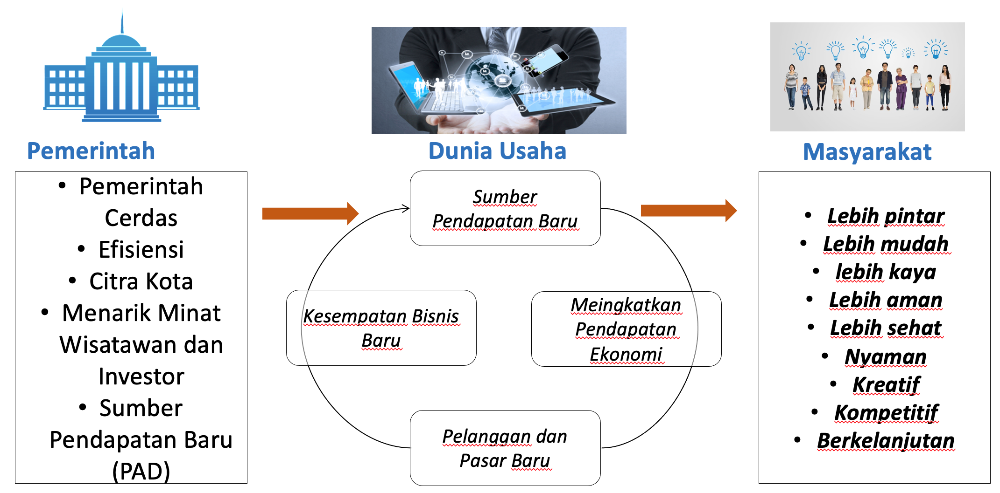 Pemerintah
• Pemerintah
Cerdas
• Efisiensi
• Citra Kota
• Menarik Minat
Wisatawan dan
Investor
• Sumber
Pendapatan Baru
(PAD)
Dunia Usaha
Sumber
Pendapatan Baru
Kesempatan Bisnis
Baru
Meingkatkan
Pendapatan
Ekonomi
Pelanggan dan
Pasar Baru
Masyarakat
• Lebih pintar
• Lebih mudah
• lebih kaya
• Lebih aman
• Lebih sehat
• Nyaman
• Kreatif
• Kompetitif
• Berkelanjutan